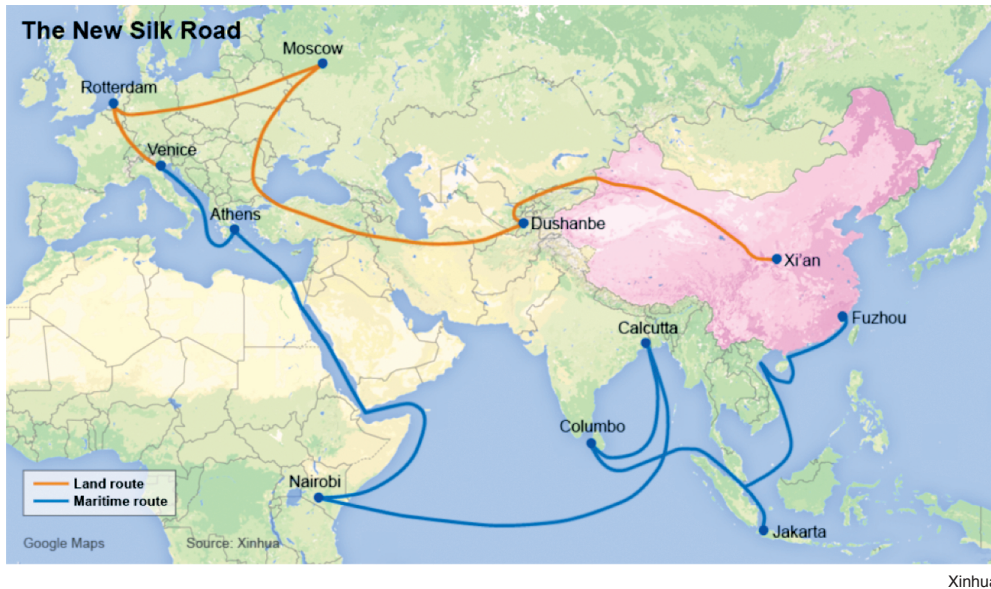 The New Silk Road
Moscow
Rotterdam
Venice
Athens
Dushanbe
Xi'an
Fuzhou
Calcutta
Columbo
Nairobi
Jakarta
Land route
Maritime route
Google Maps
Source: Xinhua
Xinhua